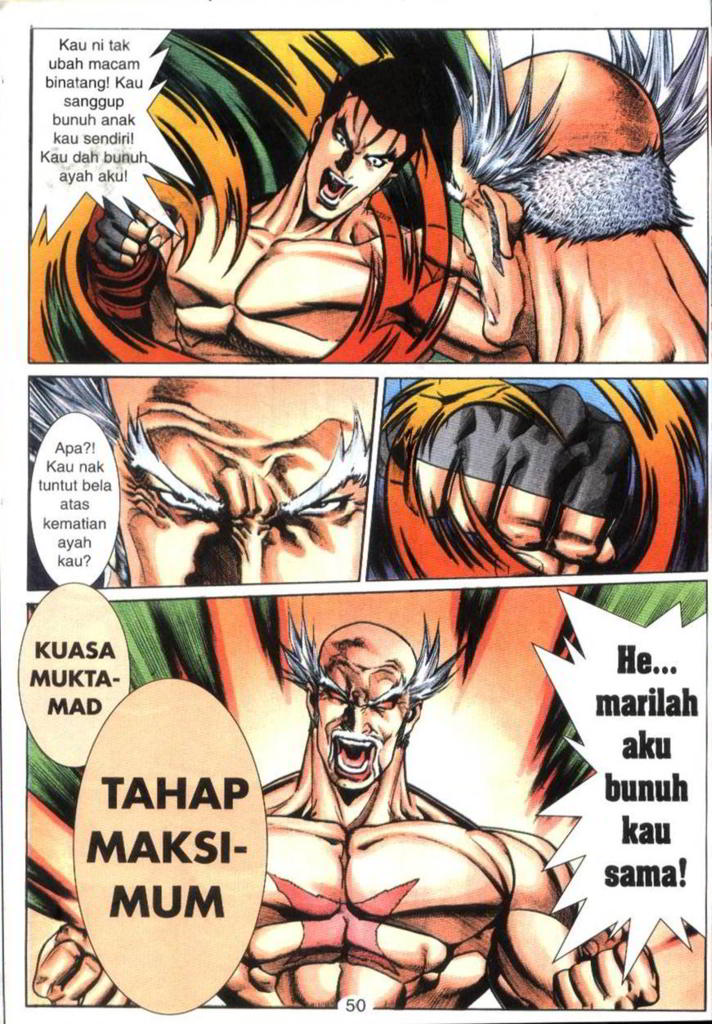 Kau ni tak
ubah macam
binatang! Kau
sanggup
bunuh anak
kau sendiri!
Kau dah bunuh
ayah aku!
Apa?!
Kau nak
tuntut bela
atas
kematian
ayah
kau?
KUASA
MUKTA-
MAD
TAHAP
MAKSI-
MUM
He...
marilah
aku
bunuh
kau
sama!
50